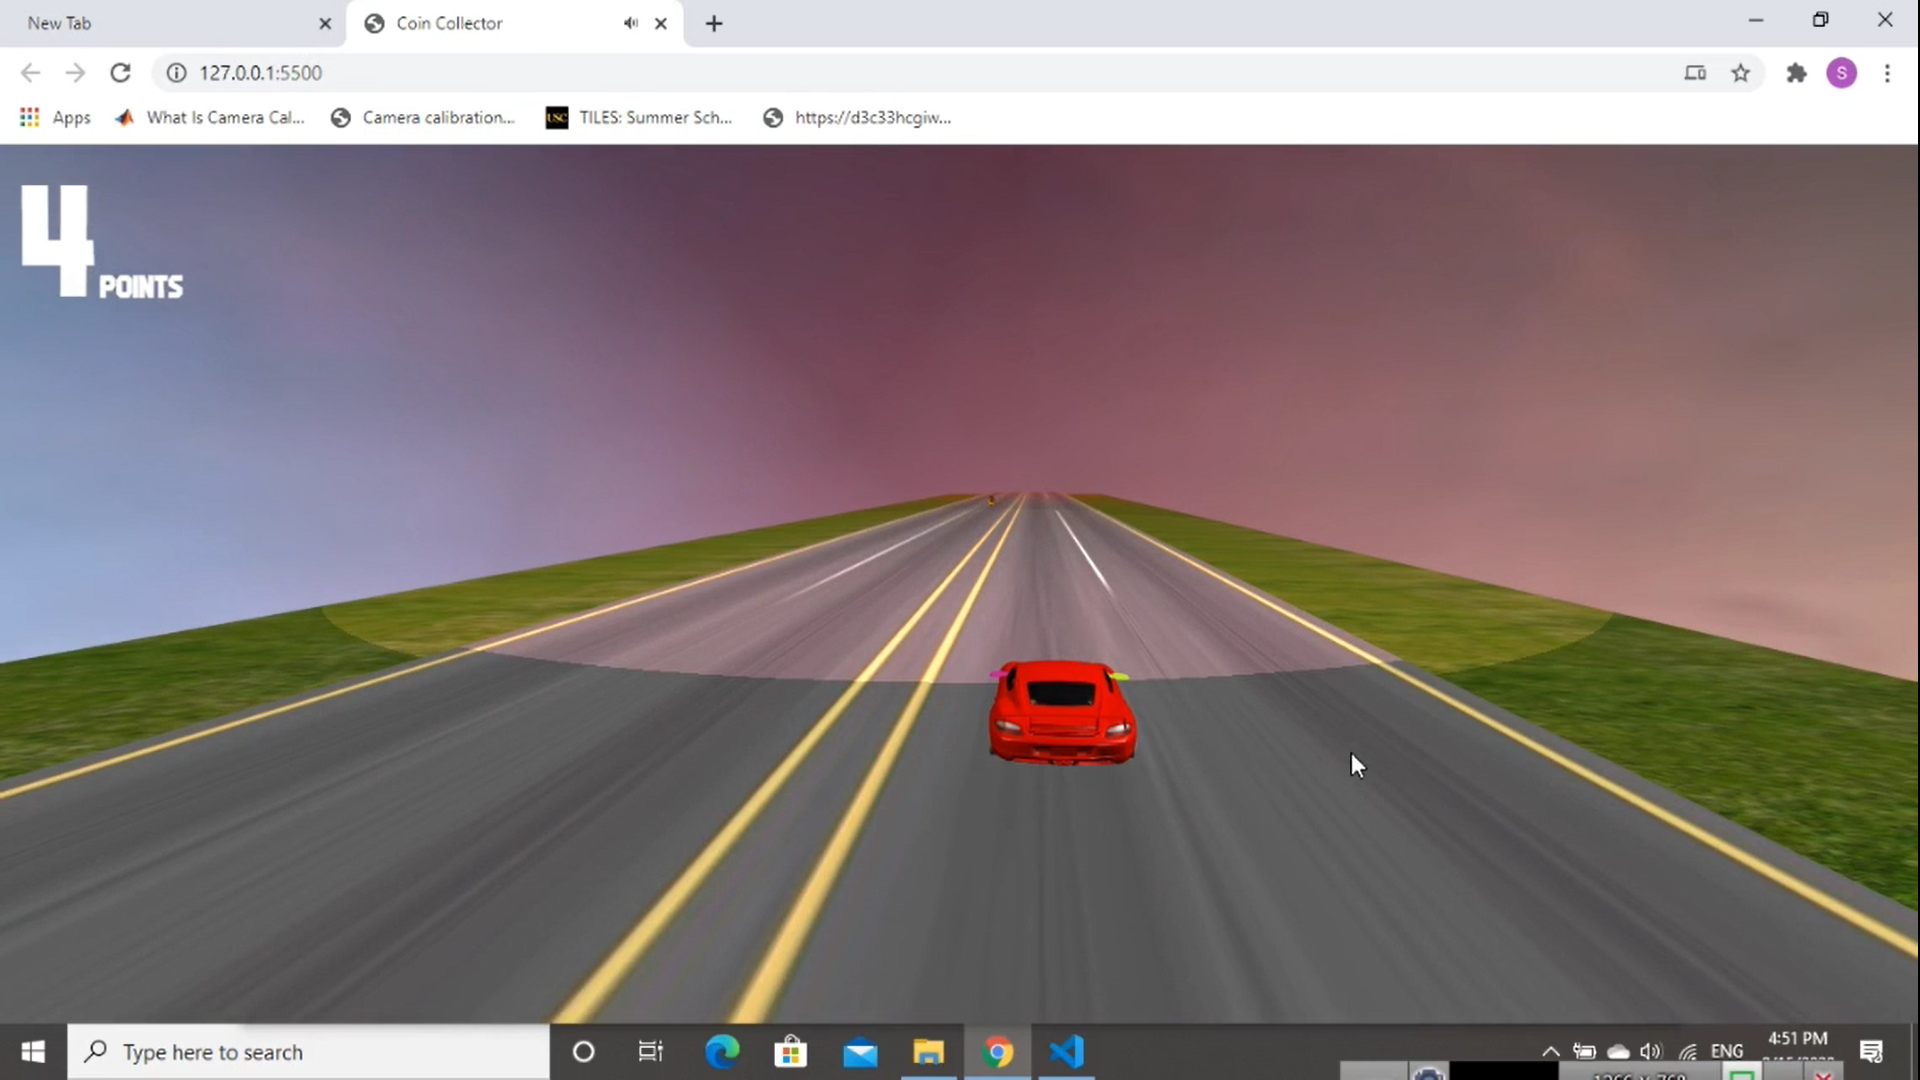 New Tab
Coin Collector
127.0.0.1:5500
S
Apps
What Is Camera Cal...
Camera calibration...
USC
TILES: Summer Sch...
https://d3c33hcgiw...
4
POINTS
Type here to search
ENG
4:51 PM